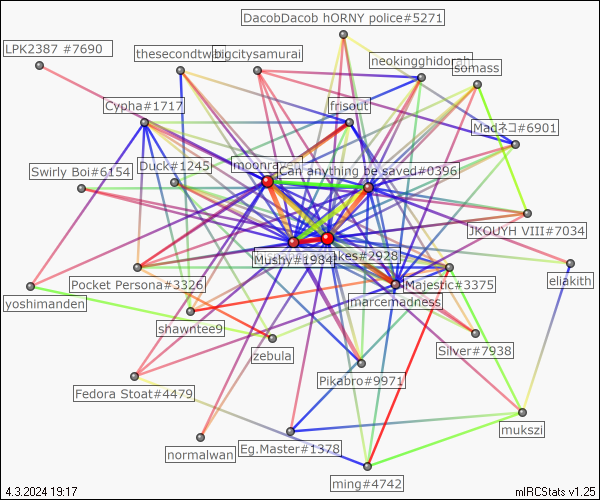 DacobDacob hORNY police#5271
LPK2387 #7690
thesecondtw
bigcitysamurai
neokingghidorah
somass
Cypha#1717
frisout
Madネコ#6901
Duck#1245
moonraven
Can anything be saved#0396
Swirly Boi#6154
JKOUYH VIII#7034
Mushy#1984
akes#2928
eliakith
Pocket Persona#3326
Majestic#3375
yoshimanden
marcemadness
shawntee9
Silver#7938
zebula
Pikabro#9971
Fedora Stoat#4479
mukszi
normalwan
Eg.Master#1378
ming#4742
4.3.2024 19:17
mIRCStats v1.25